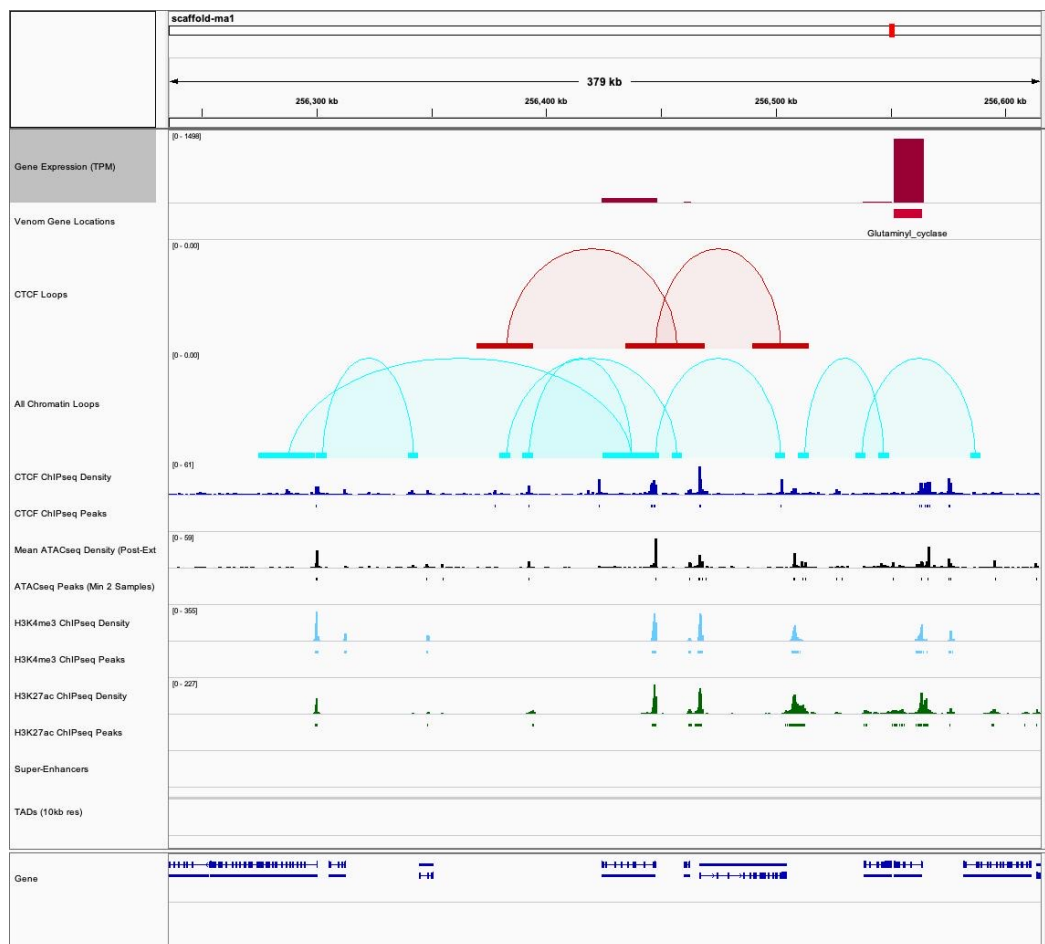 scaffold-ma1
379 kb
256,300 kb 256,400 kb 256,500 kb 256,600 kb
[0 - 1498]
Gene Expression (TPM)
Venom Gene Locations
Glutaminyl_cyclase
[0 - 0.00]
CTCF Loops
[0 - 0.00]
All Chromatin Loops
[0 - 61]
CTCF ChIPseq Density
CTCF ChIPseq Peaks
[0 - 59]
Mean ATACseq Density (Post-Ext
ATACseq Peaks (Min 2 Samples)
[0 - 355]
H3K4me3 ChIPseq Density
H3K4me3 ChIPseq Peaks
[0 - 227]
H3K27ac ChIPseq Density
H3K27ac ChIPseq Peaks
Super-Enhancers
TADs (10kb res)
Gene